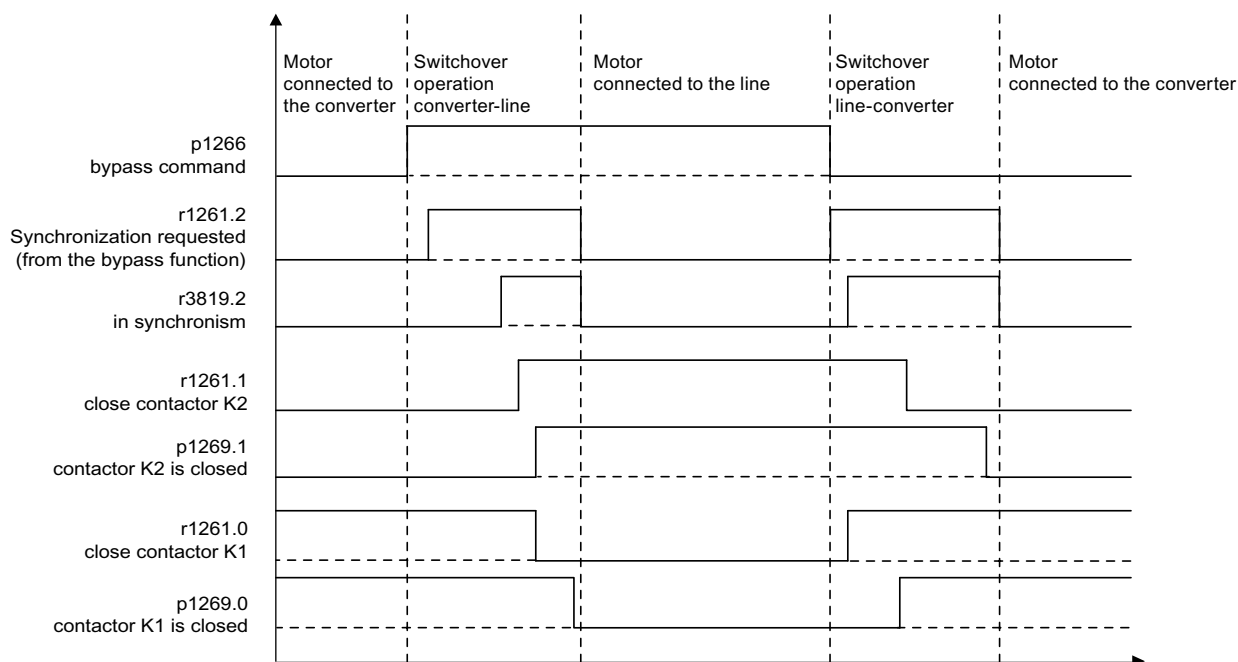 Motor
connected to
the converter
Switchover
operation
converter-line
Motor
connected to the line
Switchover
operation
line-converter
Motor
connected to the converter
p1266
bypass command
r1261.2
Synchronization requested
(from the bypass function)
r3819.2
in synchronism
r1261.1
close contactor K2
p1269.1
contactor K2 is closed
r1261.0
close contactor K1
p1269.0
contactor K1 is closed